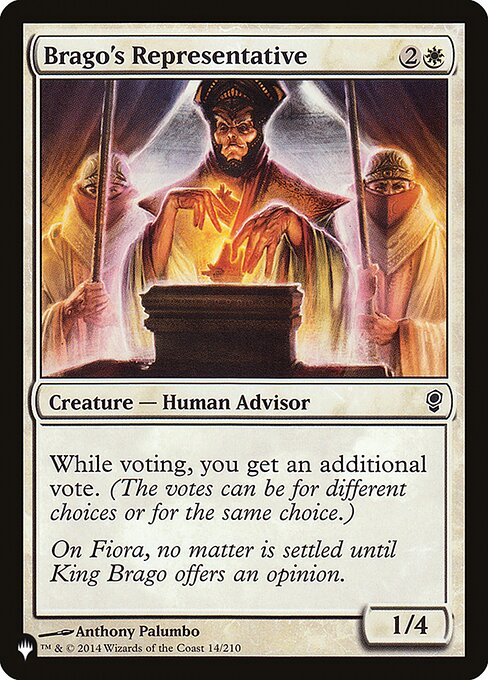 Brago's Representative 2
Creature — Human Advisor
While voting, you get an additional
vote. (The votes can be for different
choices or for the same choice.)
On Fiora, no matter is settled until
King Brago offers an opinion.
Anthony Palumbo
1/4
™ & © 2014 Wizards of the Coast 14/210